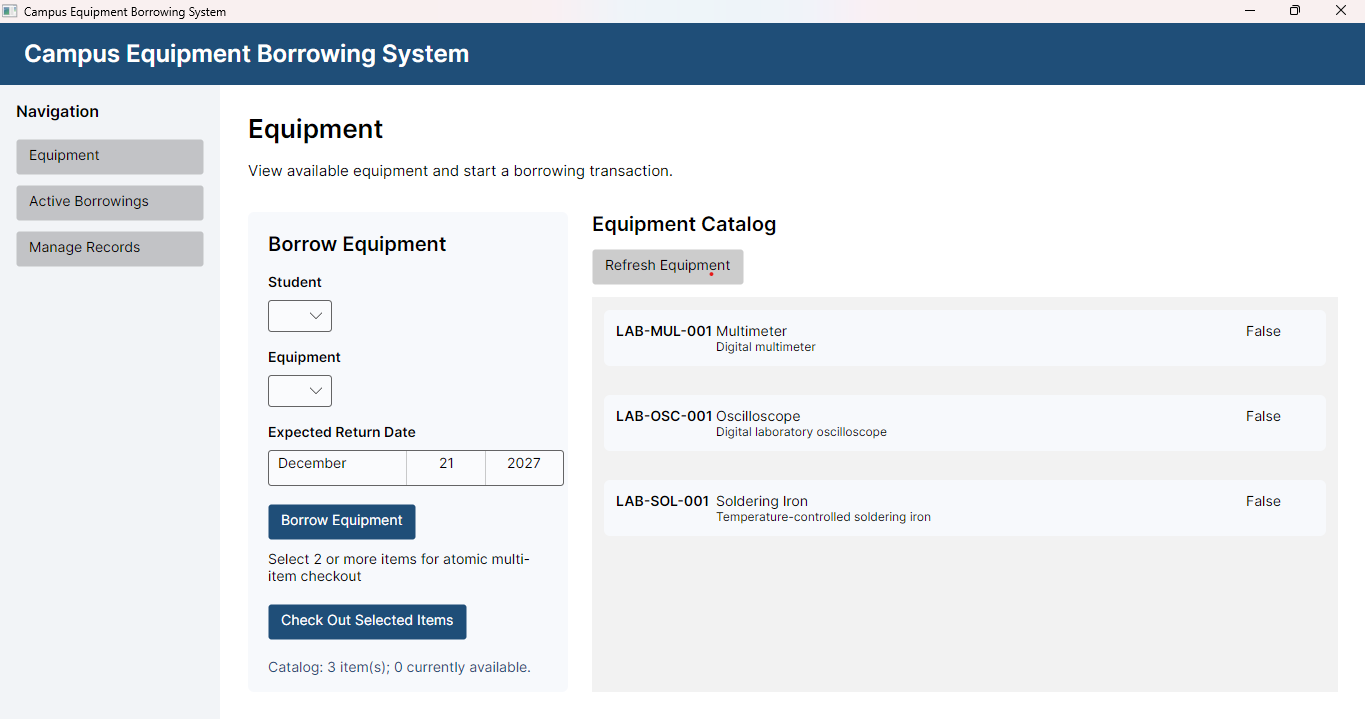 Campus Equipment Borrowing System
Campus Equipment Borrowing System
Navigation
Equipment
Active Borrowings
Manage Records
Equipment
View available equipment and start a borrowing transaction.
Borrow Equipment
Student
Equipment
Expected Return Date
December 21 2027
Borrow Equipment
Select 2 or more items for atomic multi-
item checkout
Check Out Selected Items
Catalog: 3 item(s); 0 currently available.
Equipment Catalog
Refresh Equipment
LAB-MUL-001 Multimeter False
Digital multimeter
LAB-OSC-001 Oscilloscope False
Digital laboratory oscilloscope
LAB-SOL-001 Soldering Iron False
Temperature-controlled soldering iron